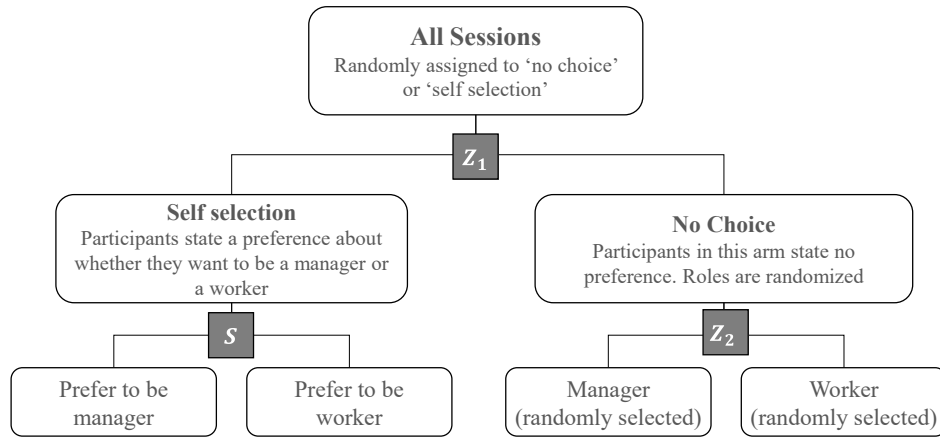 All Sessions
Randomly assigned to ‘no choice’
or ‘self selection’
Z₁
Self selection
Participants state a preference about
whether they want to be a manager or
a worker
No Choice
Participants in this arm state no
preference. Roles are randomized
S
Z₂
Prefer to be
manager
Prefer to be
worker
Manager
(randomly selected)
Worker
(randomly selected)